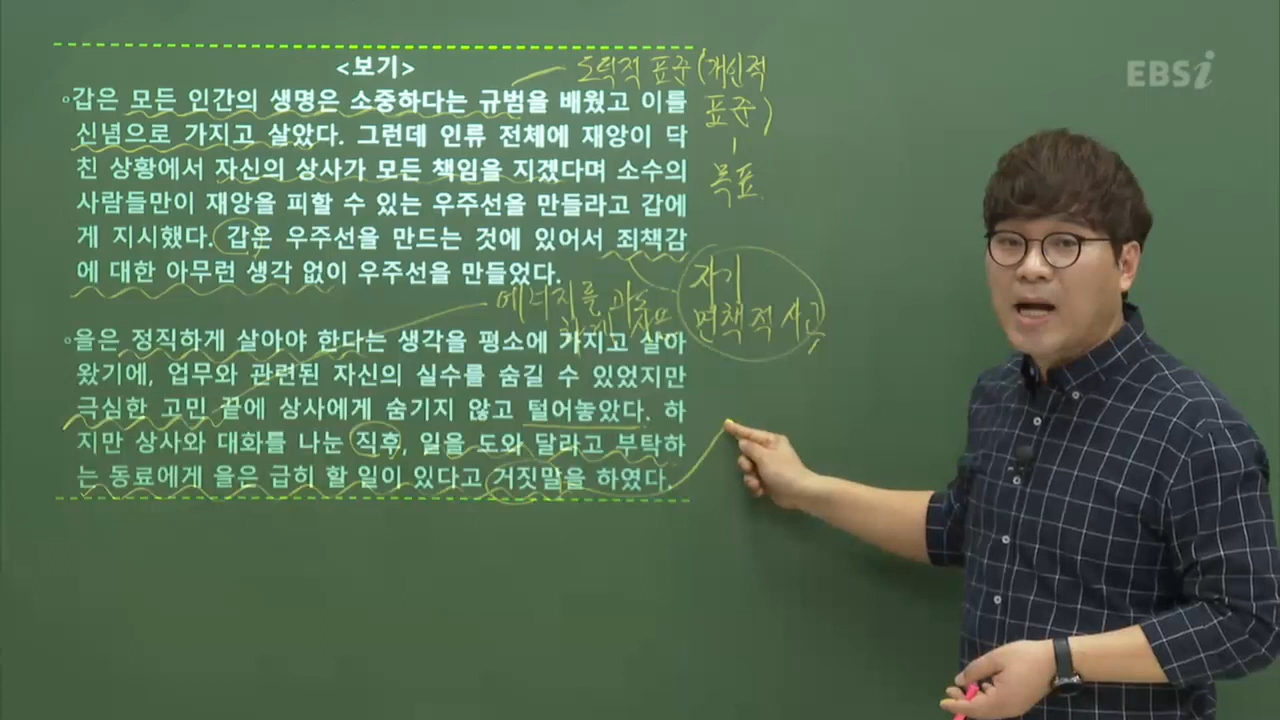 EBSi
<보기>
도덕적 표준 (개인적
표준)
목표
◦갑은 모든 인간의 생명은 소중하다는 규범을 배웠고 이를
신념으로 가지고 살았다. 그런데 인류 전체에 재앙이 닥
친 상황에서 자신의 상사가 모든 책임을 지겠다며 소수의
사람들만이 재앙을 피할 수 있는 우주선을 만들라고 갑에
게 지시했다. 갑은 우주선을 만드는 것에 있어서 죄책감
에 대한 아무런 생각 없이 우주선을 만들었다.
자기
면책적 사고
에너지를 과도
하게
◦을은 정직하게 살아야 한다는 생각을 평소에 가지고 살아
왔기에, 업무와 관련된 자신의 실수를 숨길 수 있었지만
극심한 고민 끝에 상사에게 숨기지 않고 털어놓았다. 하
지만 상사와 대화를 나눈 직후, 일을 도와 달라고 부탁하
는 동료에게 을은 급히 할 일이 있다고 거짓말을 하였다.